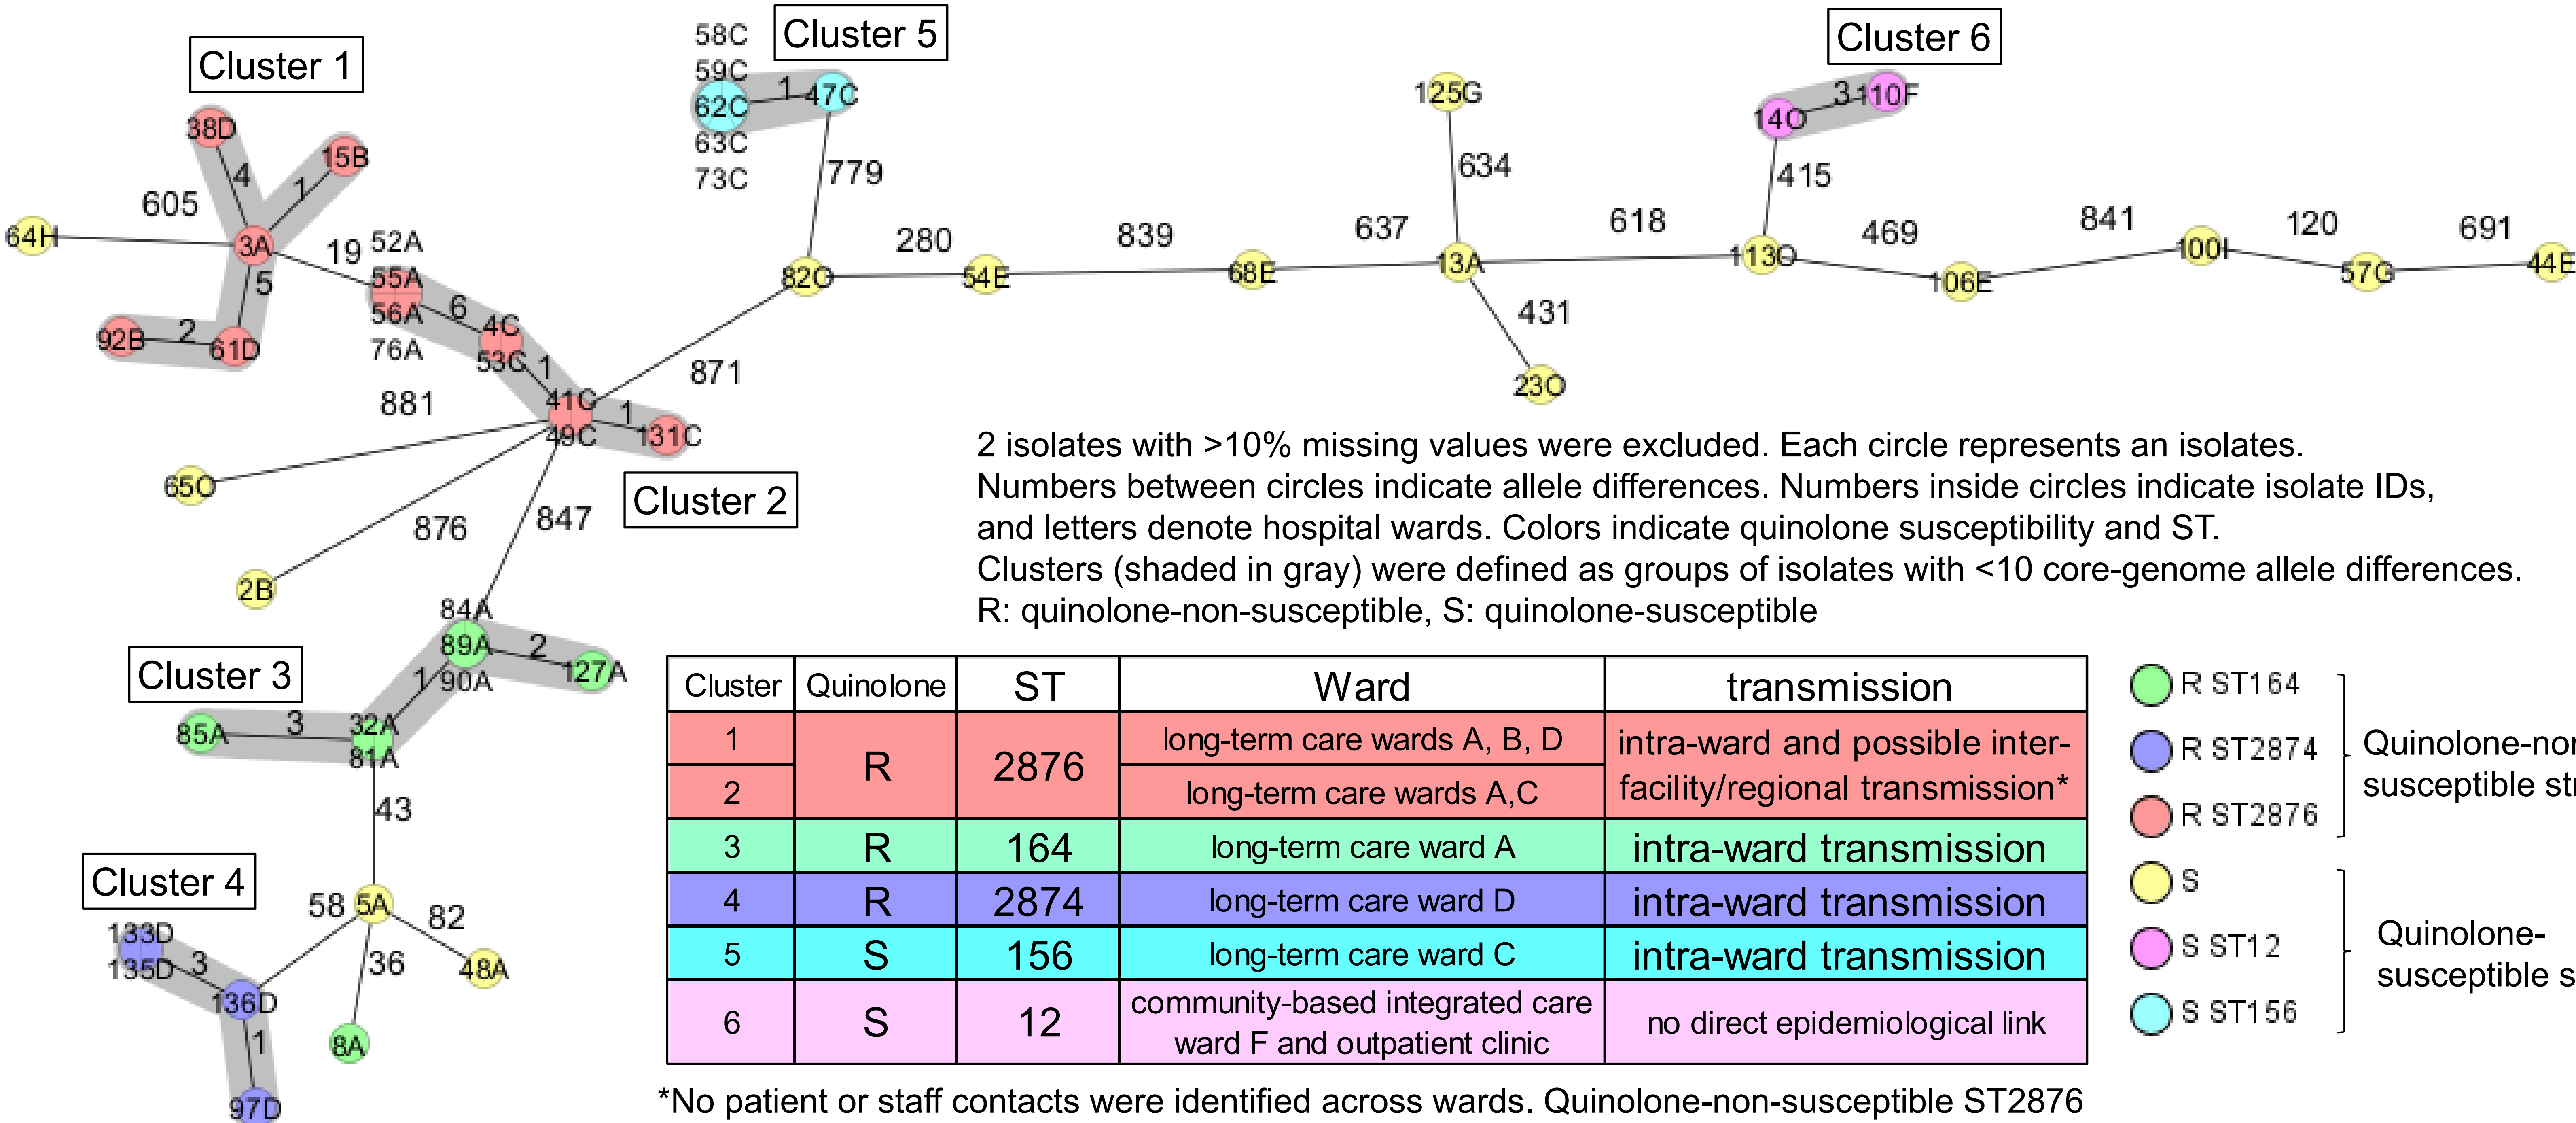 Cluster 1
Cluster 5
Cluster 6
58C
59C
62C
63C
73C
1
47C
779
125G
634
14O
3
110F
415
38D
4
15B
1
605
64H
3A
19
5
92B
2
61D
52A
55A
56A
76A
6
4C
53C
1
41C
49C
1
131C
Cluster 2
871
82O
280
54E
839
68E
637
13A
618
113O
469
106E
841
100I
120
57G
691
44E
431
23O
881
65O
876
2B
847
2 isolates with >10% missing values were excluded. Each circle represents an isolates.
Numbers between circles indicate allele differences. Numbers inside circles indicate isolate IDs,
and letters denote hospital wards. Colors indicate quinolone susceptibility and ST.
Clusters (shaded in gray) were defined as groups of isolates with <10 core-genome allele differences.
R: quinolone-non-susceptible, S: quinolone-susceptible
Cluster 3
84A
89A
90A
2
127A
1
32A
81A
3
85A
43
Cluster 4
5A
58
82
48A
36
8A
133D
135D
3
136D
1
97D
Cluster Quinolone ST Ward transmission
1 R 2876 long-term care wards A, B, D intra-ward and possible inter-
2 long-term care wards A,C facility/regional transmission*
3 R 164 long-term care ward A intra-ward transmission
4 R 2874 long-term care ward D intra-ward transmission
5 S 156 long-term care ward C intra-ward transmission
6 S 12 community-based integrated care
ward F and outpatient clinic no direct epidemiological link
*No patient or staff contacts were identified across wards. Quinolone-non-susceptible ST2876
R ST164
R ST2874
R ST2876
S
S ST12
S ST156
Quinolone-
susceptible
Quinolone-
susceptible